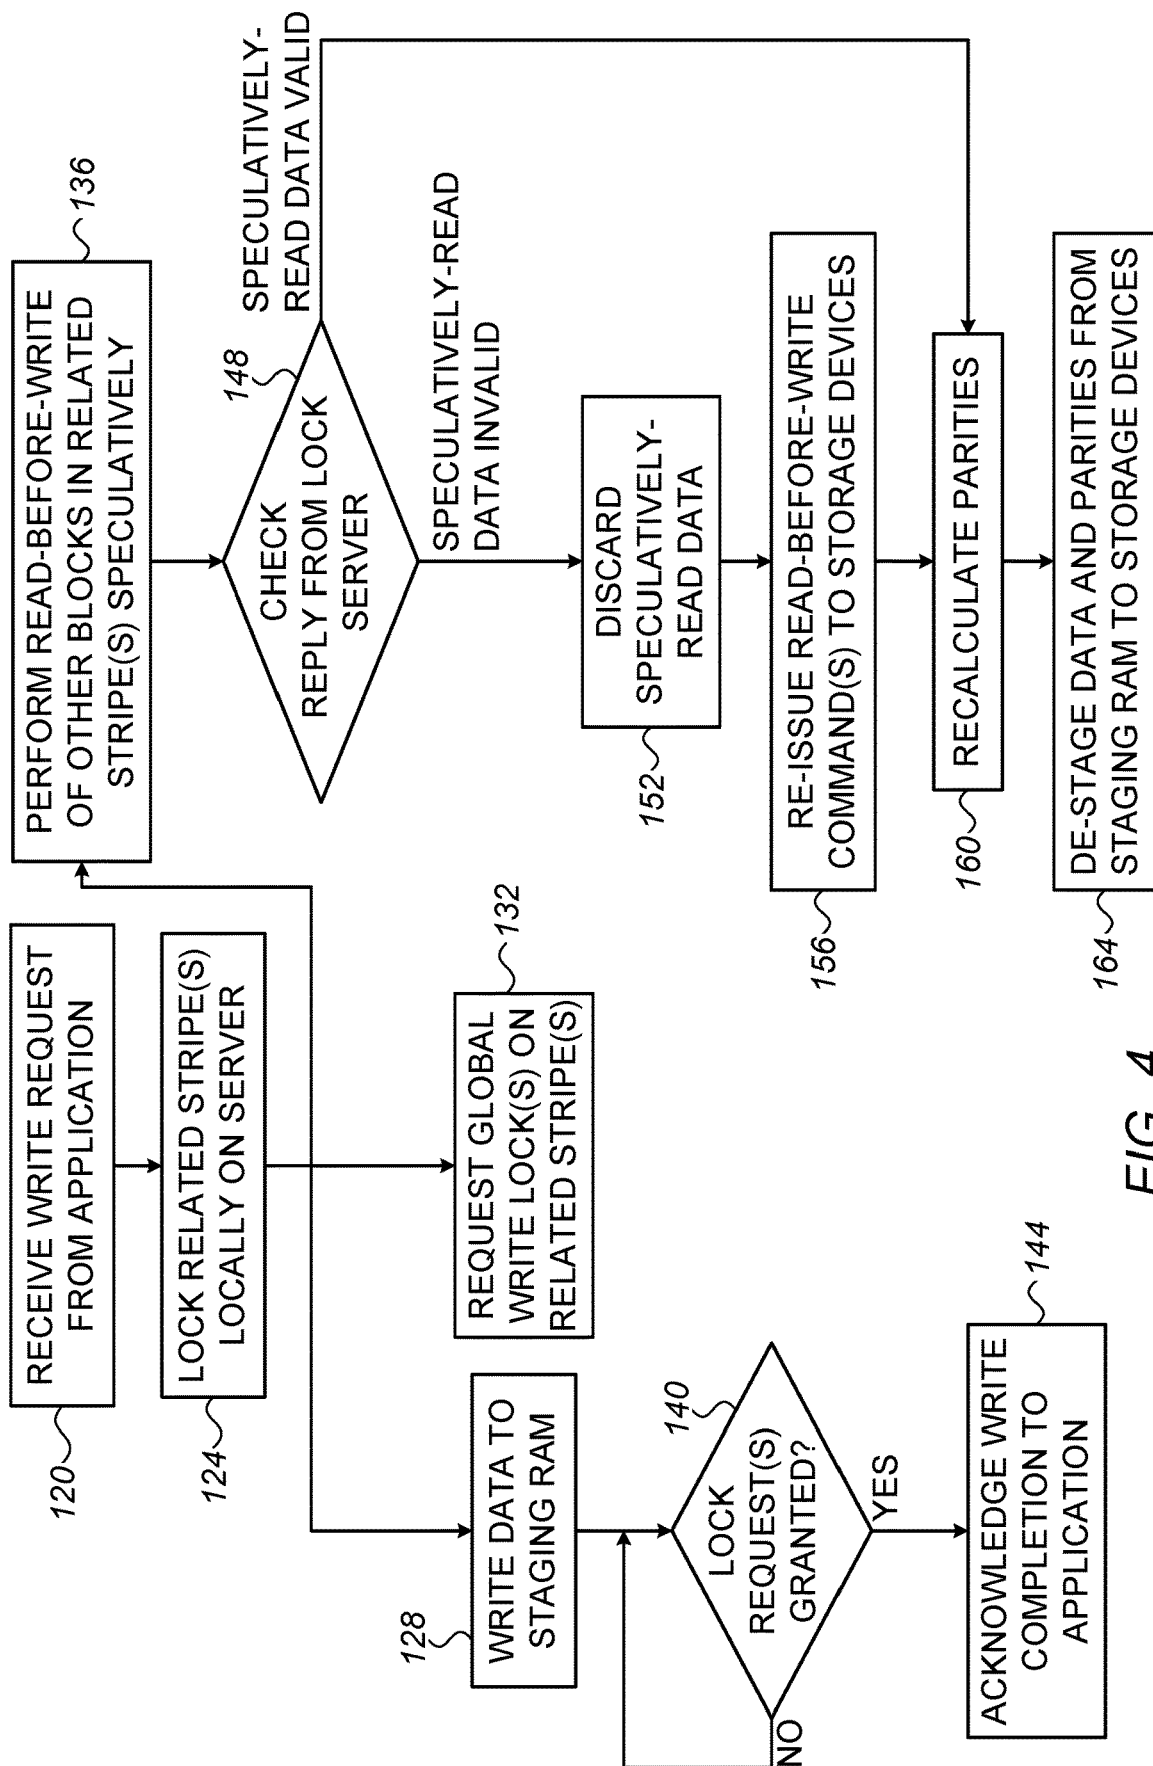 RECEIVE WRITE REQUEST
FROM APPLICATION
120
LOCK RELATED STRIPE(S)
LOCALLY ON SERVER
124
WRITE DATA TO
STAGING RAM
128
REQUEST GLOBAL
WRITE LOCK(S) ON
RELATED STRIPE(S)
132
PERFORM READ-BEFORE-WRITE
OF OTHER BLOCKS IN RELATED
STRIPE(S) SPECULATIVELY
136
LOCK
REQUEST(S)
GRANTED?
140
NO
YES
ACKNOWLEDGE WRITE
COMPLETION TO
APPLICATION
144
CHECK
REPLY FROM LOCK
SERVER
148
SPECULATIVELY-
READ DATA VALID
SPECULATIVELY-READ
DATA INVALID
DISCARD
SPECULATIVELY-
READ DATA
152
RE-ISSUE READ-BEFORE-WRITE
COMMAND(S) TO STORAGE DEVICES
156
RECALCULATE PARITIES
160
DE-STAGE DATA AND PARITIES FROM
STAGING RAM TO STORAGE DEVICES
164
FIG. 4